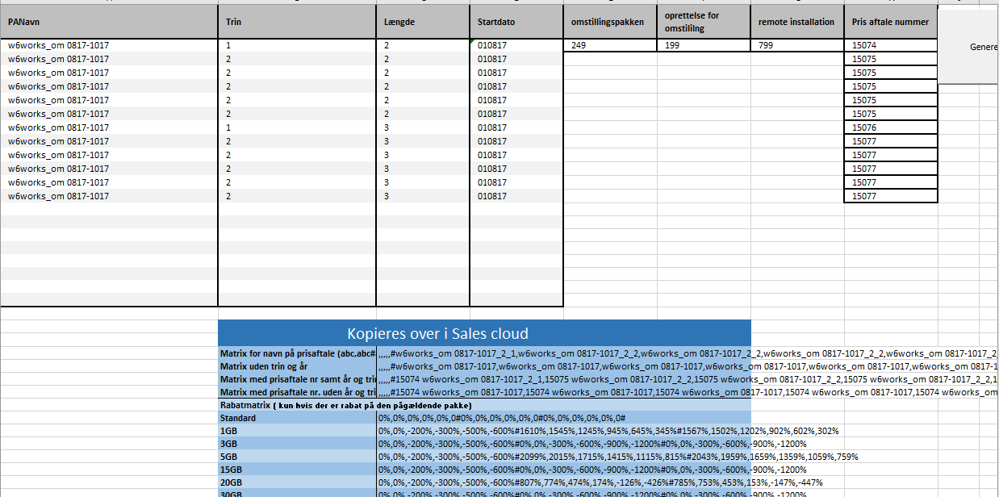 PANavn Trin Længde Startdato omstillingspakken oprettelse for omstililng remote installation Pris aftale nummer
Genere
w6works_om 0817-1017 1 2 010817 249 199 799 15074
w6works_om 0817-1017 2 2 010817 15075
w6works_om 0817-1017 2 2 010817 15075
w6works_om 0817-1017 2 2 010817 15075
w6works_om 0817-1017 2 2 010817 15075
w6works_om 0817-1017 2 2 010817 15075
w6works_om 0817-1017 1 3 010817 15076
w6works_om 0817-1017 2 3 010817 15077
w6works_om 0817-1017 2 3 010817 15077
w6works_om 0817-1017 2 3 010817 15077
w6works_om 0817-1017 2 3 010817 15077
w6works_om 0817-1017 2 3 010817 15077
Kopieres over i Sales cloud
Matrix for navn på prisaftale (abc,abc# ,,,,,#w6works_om 0817-1017_2_1,w6works_om 0817-1017_2_2,w6works_om 0817-1017_2_2,w6works_om 0817-1017_2_2,w6works_om 0817-1017_2_2
Matrix uden trin og år ,,,,,#w6works_om 0817-1017,w6works_om 0817-1017,w6works_om 0817-1017,w6works_om 0817-1017,w6works_om 0817-1017,w6works_om 0817-1
Matrix med prisaftale nr samt år og trin ,,,,,#15074 w6works_om 0817-1017_2_1,15075 w6works_om 0817-1017_2_2,15075 w6works_om 0817-1017_2_2,15075 w6works_om 0817-1017_2_2,1
Matrix med prisaftale nr. uden år og tri ,,,,,#15074 w6works_om 0817-1017,15074 w6works_om 0817-1017,15074 w6works_om 0817-1017,15074 w6works_om 0817-1017,15074 w6works_om
Rabatmatrix ( kun hvis der er rabat på den pågældende pakke)
Standard 0%,0%,0%,0%,0%,0#0%,0%,0%,0%,0%,0#0%,0%,0%,0%,0%,0#
1GB 0%,0%,-200%,-300%,-500%,-600%#1610%,1545%,1245%,945%,645%,345%#1567%,1502%,1202%,902%,602%,302%
3GB 0%,0%,-200%,-300%,-500%,-600%#0%,0%,-300%,-600%,-900%,-1200%#0%,0%,-300%,-600%,-900%,-1200%
5GB 0%,0%,-200%,-300%,-500%,-600%#2099%,2015%,1715%,1415%,1115%,815%#2043%,1959%,1659%,1359%,1059%,759%
15GB 0%,0%,-200%,-300%,-500%,-600%#0%,0%,-300%,-600%,-900%,-1200%#0%,0%,-300%,-600%,-900%,-1200%
20GB 0%,0%,-200%,-300%,-500%,-600%#807%,774%,474%,174%,-126%,-426%#785%,753%,453%,153%,-147%,-447%
30GB 0%,0%,-200%,-300%,-500%,-600%#0%,0%,-300%,-600%,-900%,-1200%#0%,0%,-300%,-600%,-900%,-1200%